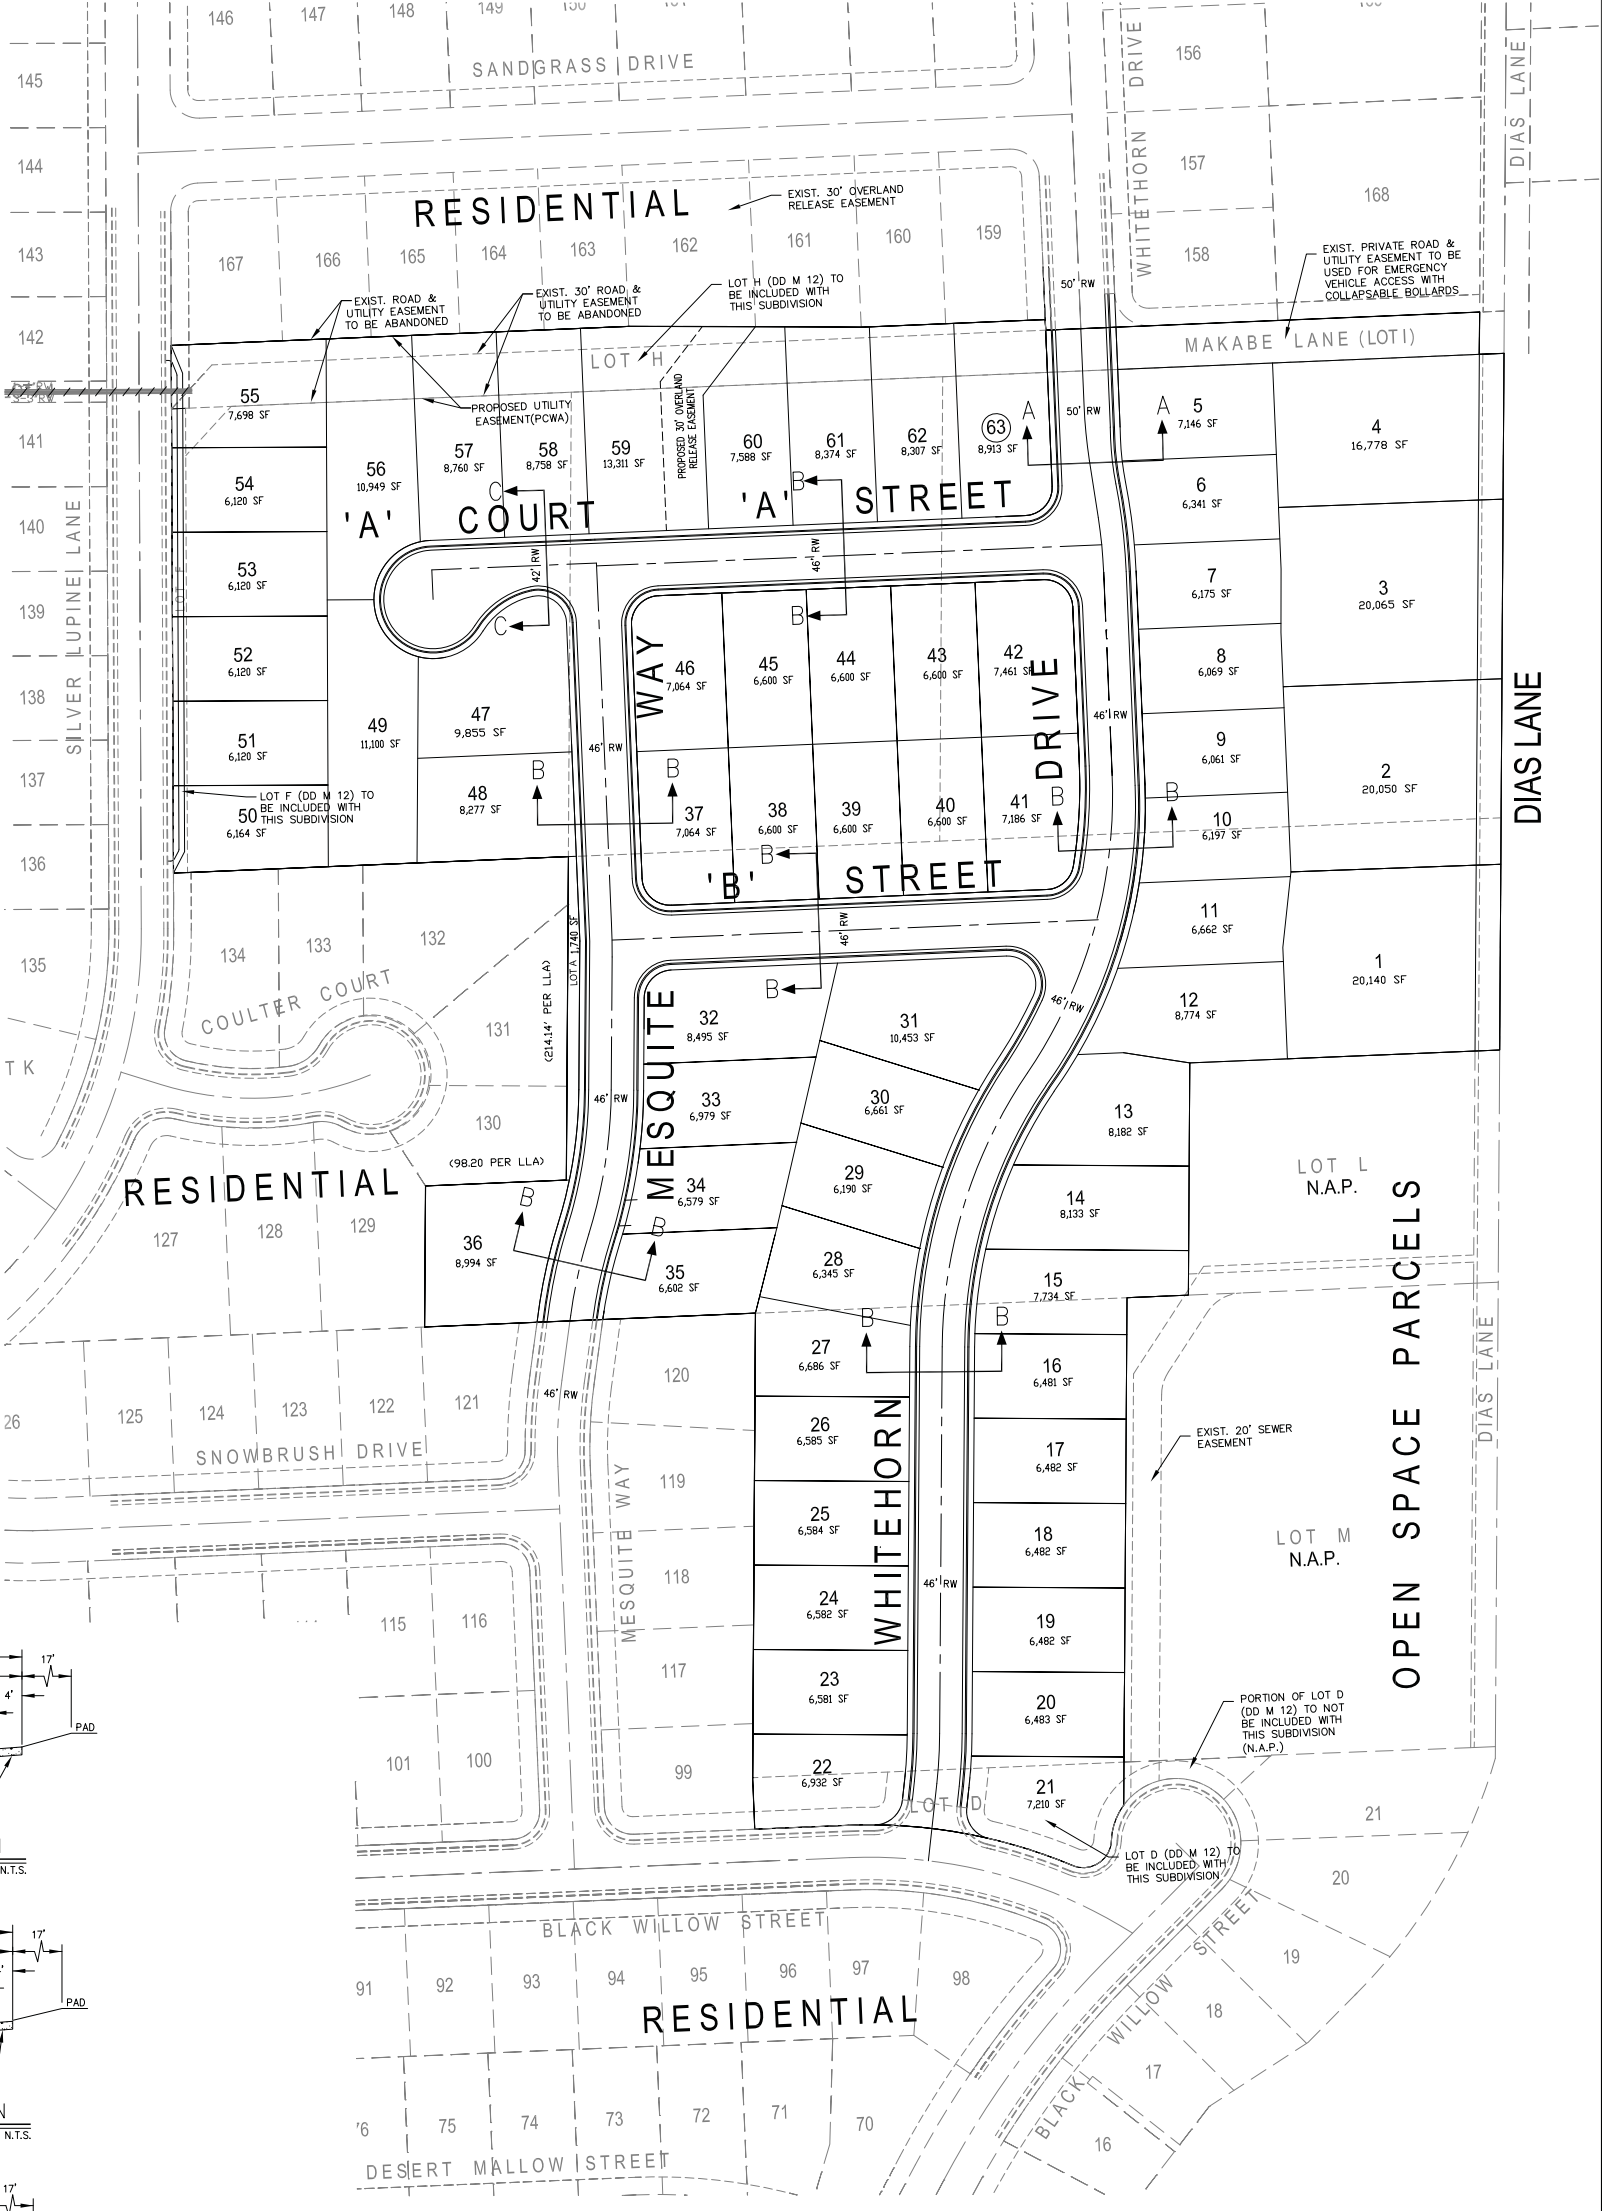 146
147
148
149
150
SANDGRASS DRIVE
145
144
143
142
141
140
139
138
137
136
135
SILVER LUPINE LANE
WHITETHORN DRIVE
156
157
158
168
DIAS LANE
RESIDENTIAL
EXIST. 30' OVERLAND
RELEASE EASEMENT
167
166
165
164
163
162
161
160
159
EXIST. PRIVATE ROAD &
UTILITY EASEMENT TO BE
USED FOR EMERGENCY
VEHICLE ACCESS WITH
COLLAPSABLE BOLLARDS
50' RW
EXIST. ROAD &
UTILITY EASEMENT
TO BE ABANDONED
EXIST. 30' ROAD &
UTILITY EASEMENT
TO BE ABANDONED
LOT H (DD M 12) TO
BE INCLUDED WITH
THIS SUBDIVISION
LOT H
MAKABE LANE (LOT I)
PROPOSED UTILITY
EASEMENT(PCWA)
PROPOSED 30' OVERLAND
RELEASE EASEMENT
55
7,698 SF
54
6,120 SF
53
6,120 SF
52
6,120 SF
51
6,120 SF
50
6,164 SF
LOT F (DD M 12) TO
BE INCLUDED WITH
THIS SUBDIVISION
56
10,949 SF
57
8,760 SF
58
8,758 SF
59
13,311 SF
60
7,588 SF
61
8,374 SF
62
8,307 SF
63
8,913 SF
A
50' RW
A
5
7,146 SF
4
16,778 SF
'A' COURT
C
'A' STREET
B
6
6,341 SF
42' RW
46' RW
C
B
7
6,175 SF
3
20,065 SF
8
6,069 SF
9
6,061 SF
2
20,050 SF
10
6,197 SF
DIAS LANE
49
11,100 SF
47
9,855 SF
48
8,277 SF
46' RW
WAY
46
7,064 SF
45
6,600 SF
44
6,600 SF
43
6,600 SF
42
7,461 SF
DRIVE
46' RW
B
B
37
7,064 SF
38
6,600 SF
39
6,600 SF
40
6,600 SF
41
7,186 SF
B
B
B
'B' STREET
46' RW
B
134
133
132
131
130
COULTER COURT
T K
LOT A 1,740 SF
(214.14' PER LLA)
(98.20 PER LLA)
11
6,662 SF
12
8,774 SF
1
20,140 SF
46' RW
MESQUITE
32
8,495 SF
31
10,453 SF
33
6,979 SF
30
6,661 SF
46' RW
13
8,182 SF
34
6,579 SF
29
6,190 SF
14
8,133 SF
LOT L
N.A.P.
RESIDENTIAL
127
128
129
36
8,994 SF
B
B
35
6,602 SF
28
6,345 SF
15
7,734 SF
B
B
27
6,686 SF
16
6,481 SF
OPEN SPACE PARCELS
DIAS LANE
26
125
124
123
122
121
120
46' RW
SNOWBRUSH DRIVE
MESQUITE WAY
119
118
117
99
26
6,585 SF
25
6,584 SF
24
6,582 SF
23
6,581 SF
22
6,932 SF
WHITEHORN
46' RW
17
6,482 SF
18
6,482 SF
19
6,482 SF
20
6,483 SF
21
7,210 SF
EXIST. 20' SEWER
EASEMENT
LOT M
N.A.P.
PORTION OF LOT D
(DD M 12) TO NOT
BE INCLUDED WITH
THIS SUBDIVISION
(N.A.P.)
LOT D
LOT D (DD M 12) TO
BE INCLUDED WITH
THIS SUBDIVISION
115
116
101
100
17'
4'
PAD
N.T.S.
17'
PAD
N.T.S.
17'
BLACK WILLOW STREET
91
92
93
94
95
96
97
98
RESIDENTIAL
BLACK WILLOW STREET
21
20
19
18
17
16
75
74
73
72
71
70
DESERT MALLOW STREET